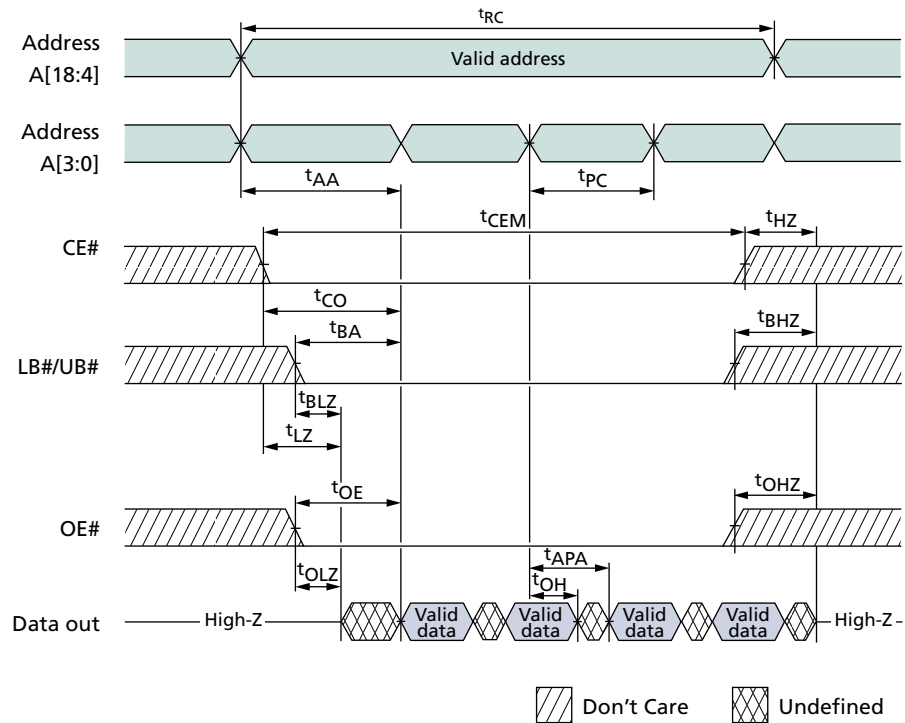 tRC
Address
A[18:4]
Valid address
Address
A[3:0]
tAA
tPC
tCEM
tHZ
CE#
tCO
tBA
tBHZ
LB#/UB#
tBLZ
tLZ
tOE
tOHZ
OE#
tAPA
tOLZ
tOH
Data out
High-Z
Valid data
Valid data
Valid data
Valid data
High-Z
Don't Care
Undefined